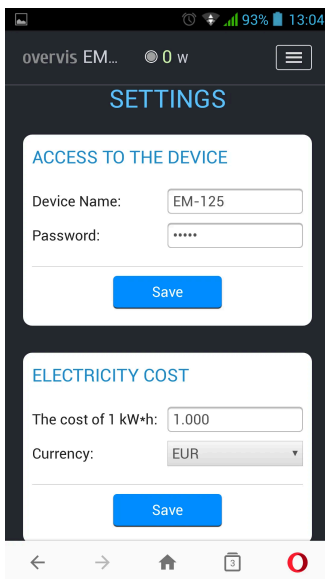 93% 13:04
overvis EM... 0 w
SETTINGS
ACCESS TO THE DEVICE
Device Name: EM-125
Password: •••••
Save
ELECTRICITY COST
The cost of 1 kW*h: 1.000
Currency: EUR
Save
3